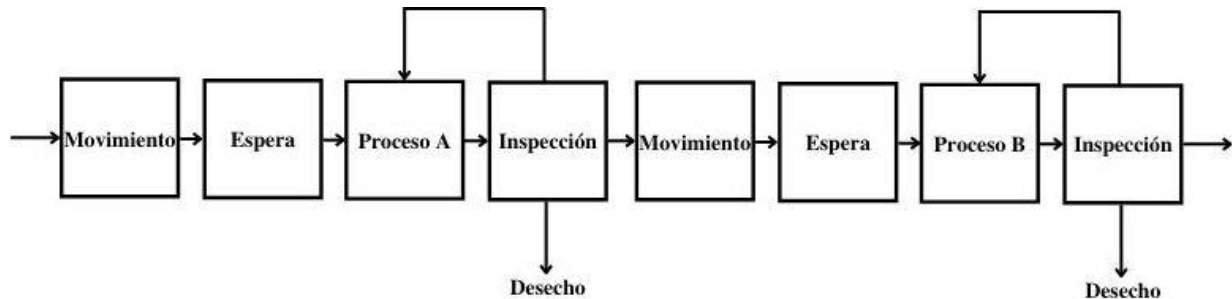 Movimiento
Espera
Proceso A
Inspección
Movimiento
Espera
Proceso B
Inspección
Desecho
Desecho